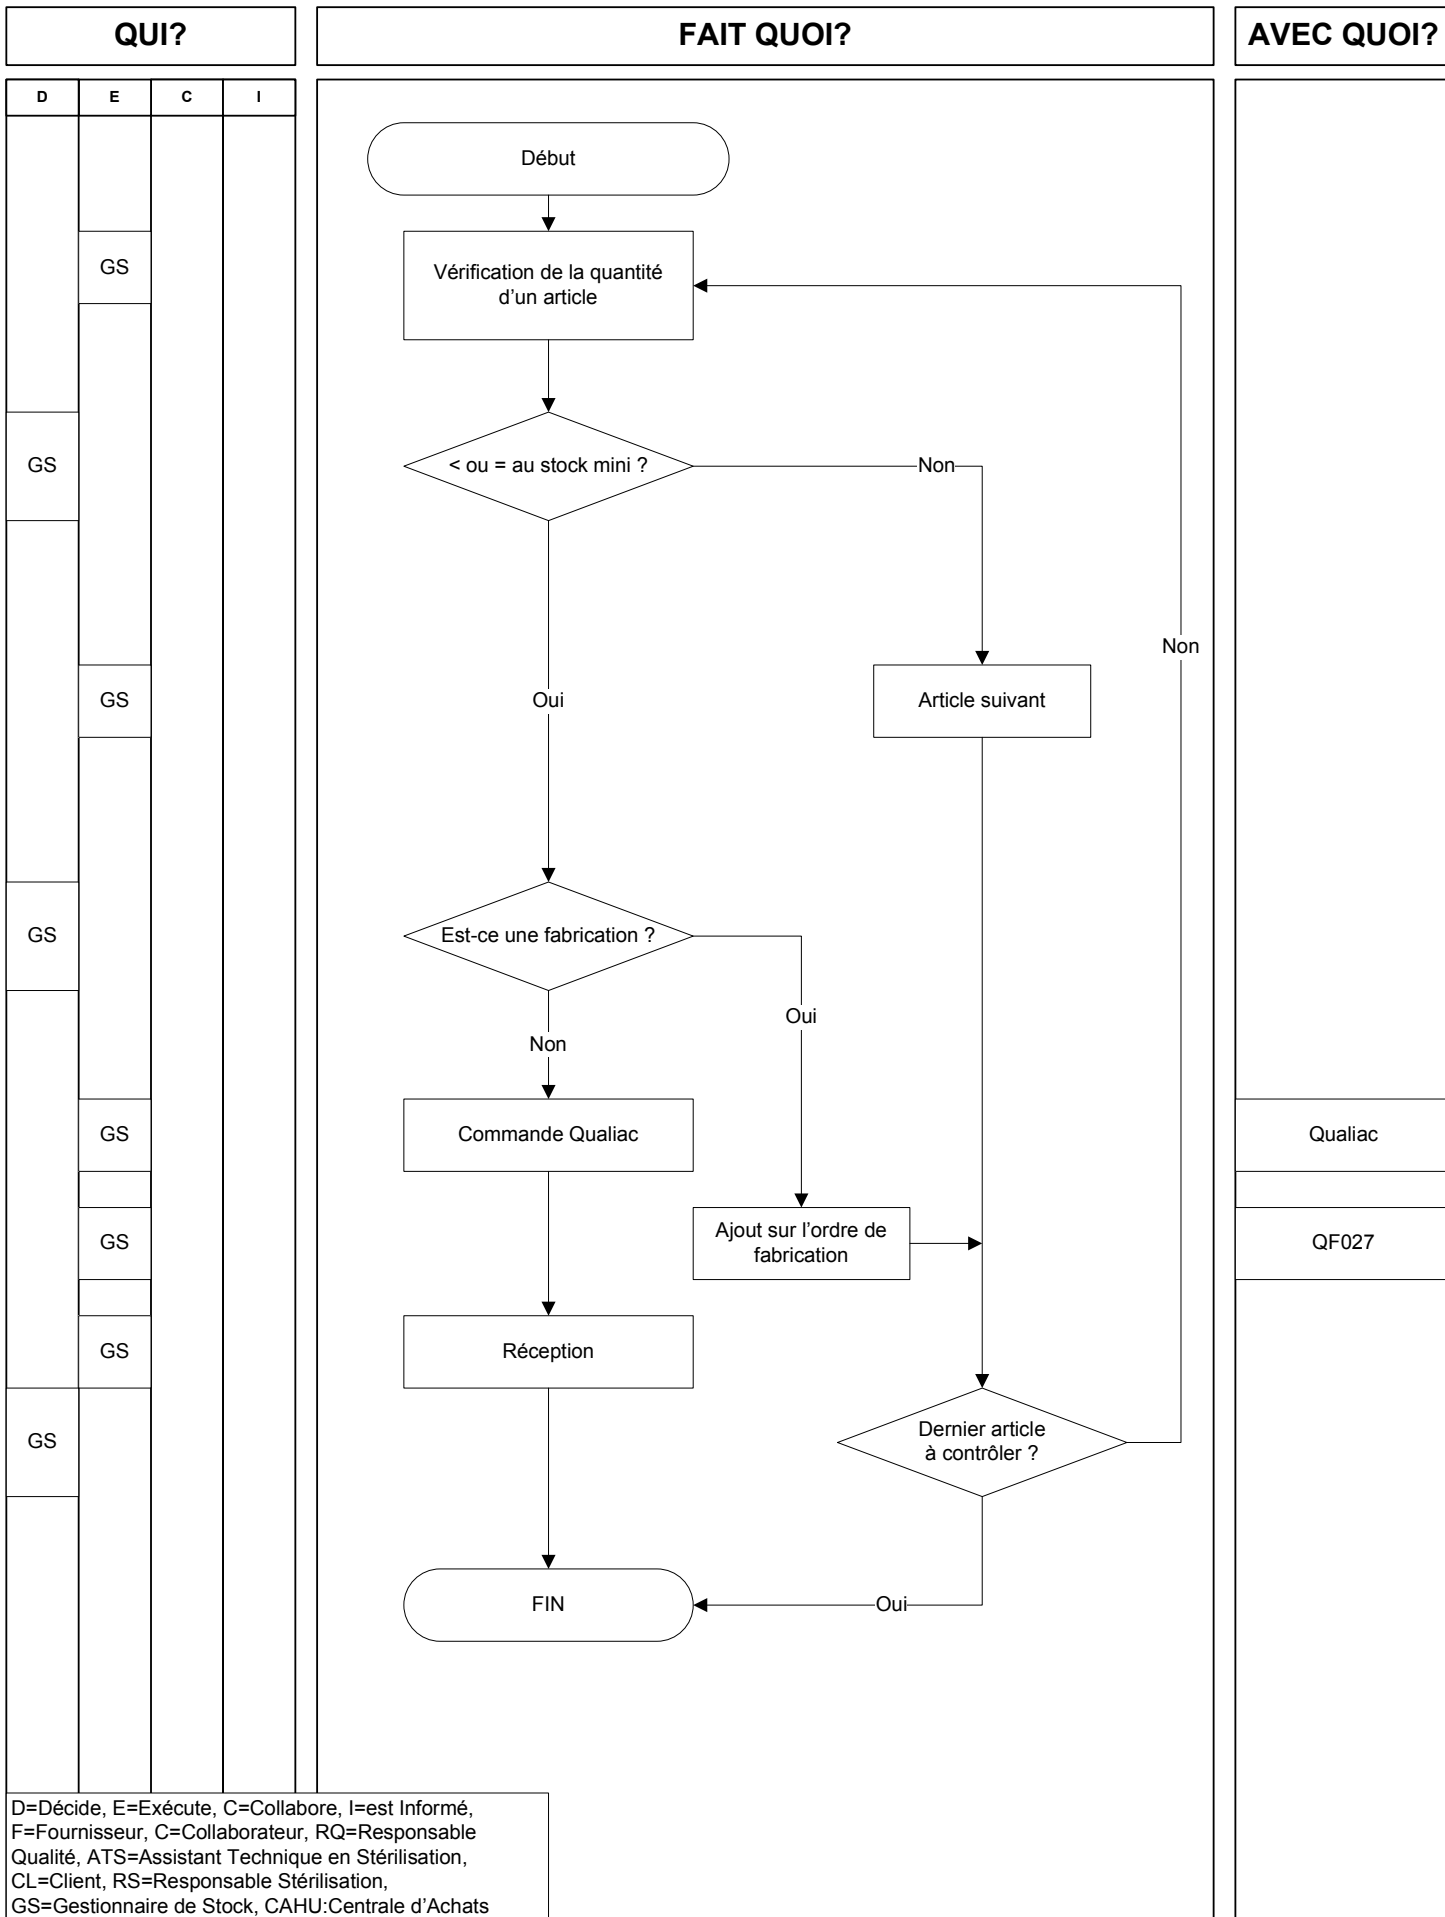 QUI?
FAIT QUOI?
AVEC QUOI?
D
E
C
I
Début
GS
Vérification de la quantité
d'un article
GS
< ou = au stock mini ?
Non
Non
GS
Oui
Article suivant
GS
Est-ce une fabrication ?
Oui
Non
GS
Commande Qualiac
Qualiac
GS
Ajout sur l'ordre de
fabrication
QF027
GS
Réception
GS
Dernier article
à contrôler ?
FIN
Oui
D=Décide, E=Exécute, C=Collabore, I=est Informé,
F=Fournisseur, C=Collaborateur, RQ=Responsable
Qualité, ATS=Assistant Technique en Stérilisation,
CL=Client, RS=Responsable Stérilisation,
GS=Gestionnaire de Stock, CAHU:Centrale d'Achats